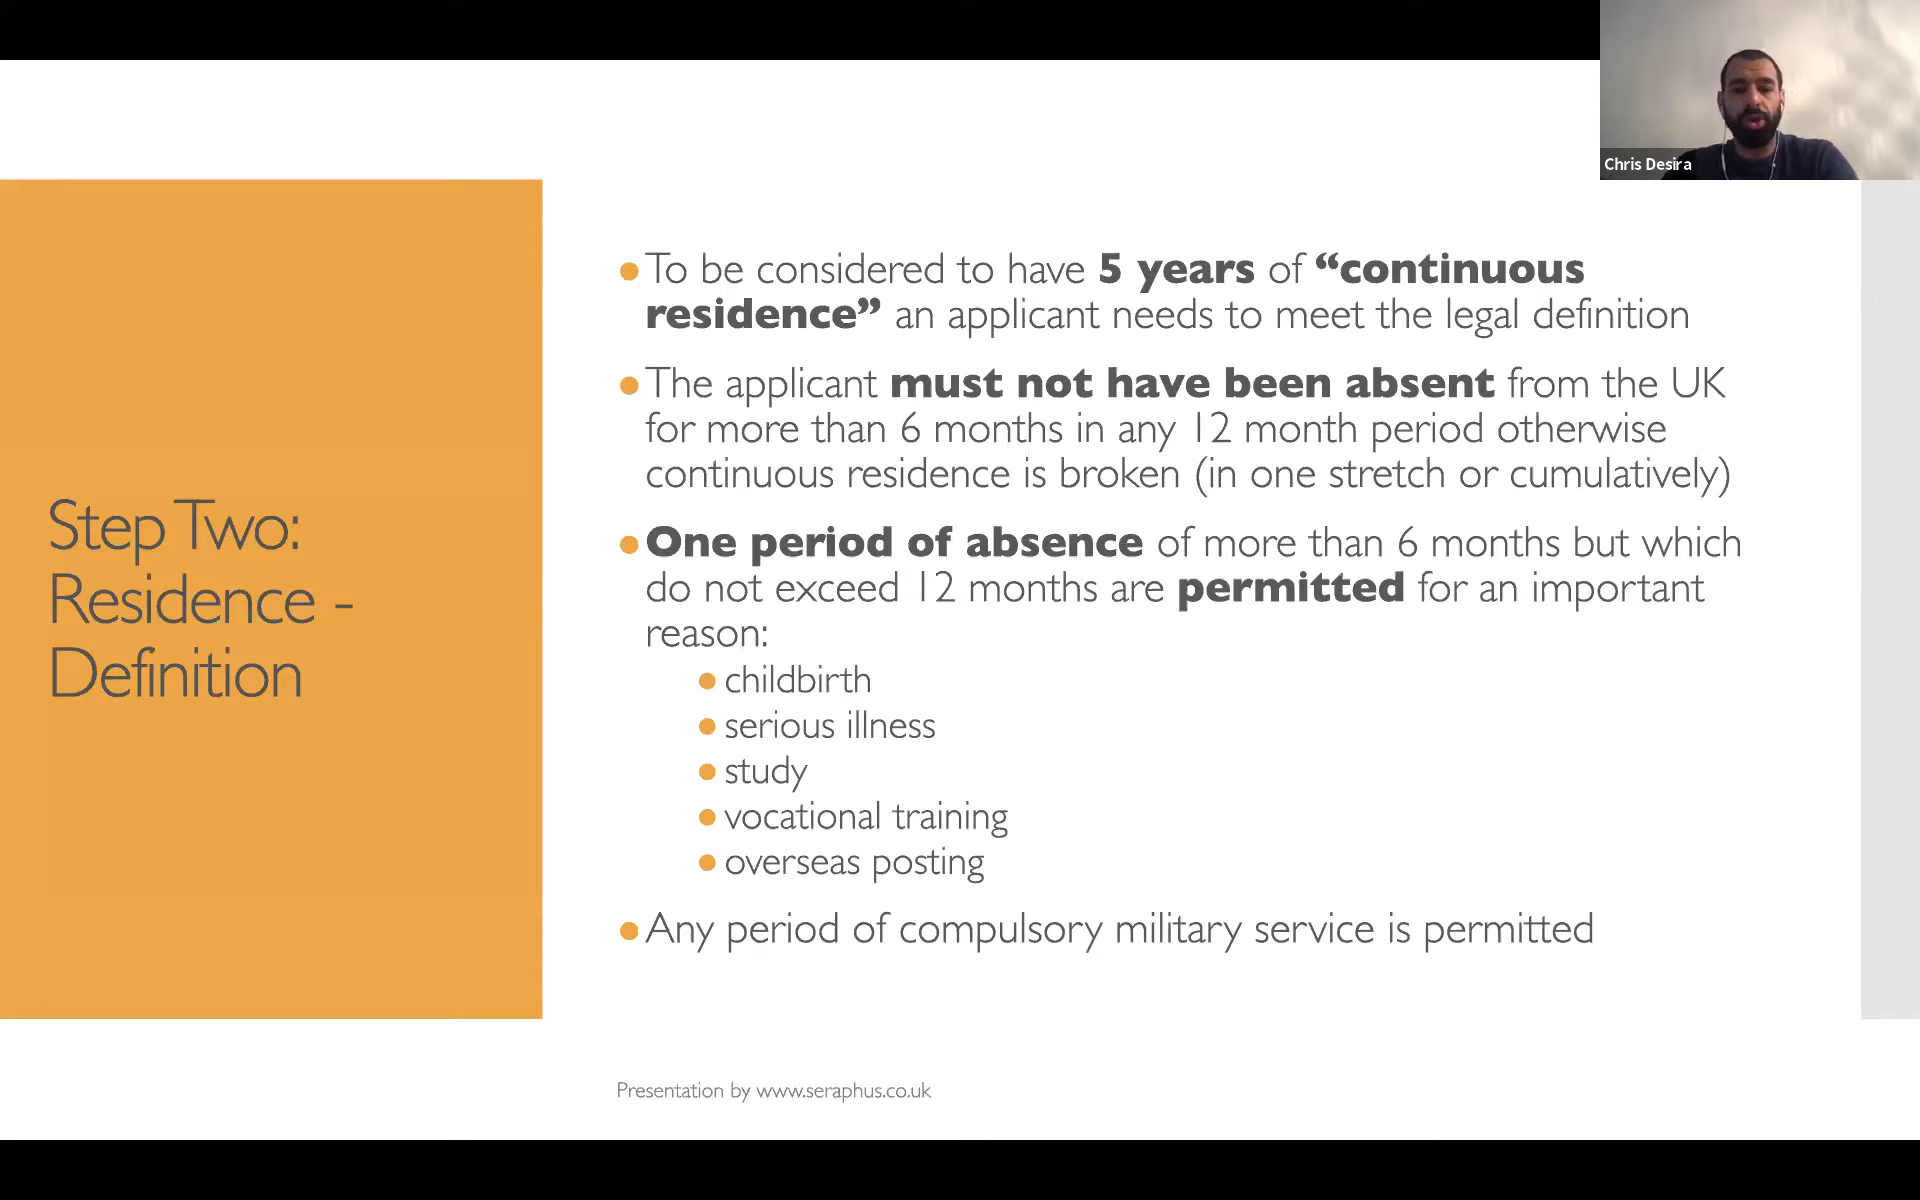 Chris Desira
Step Two:
Residence -
Definition
●To be considered to have 5 years of “continuous
residence” an applicant needs to meet the legal definition
●The applicant must not have been absent from the UK
for more than 6 months in any 12 month period otherwise
continuous residence is broken (in one stretch or cumulatively)
●One period of absence of more than 6 months but which
do not exceed 12 months are permitted for an important
reason:
●childbirth
●serious illness
●study
●vocational training
●overseas posting
●Any period of compulsory military service is permitted
Presentation by www.seraphus.co.uk